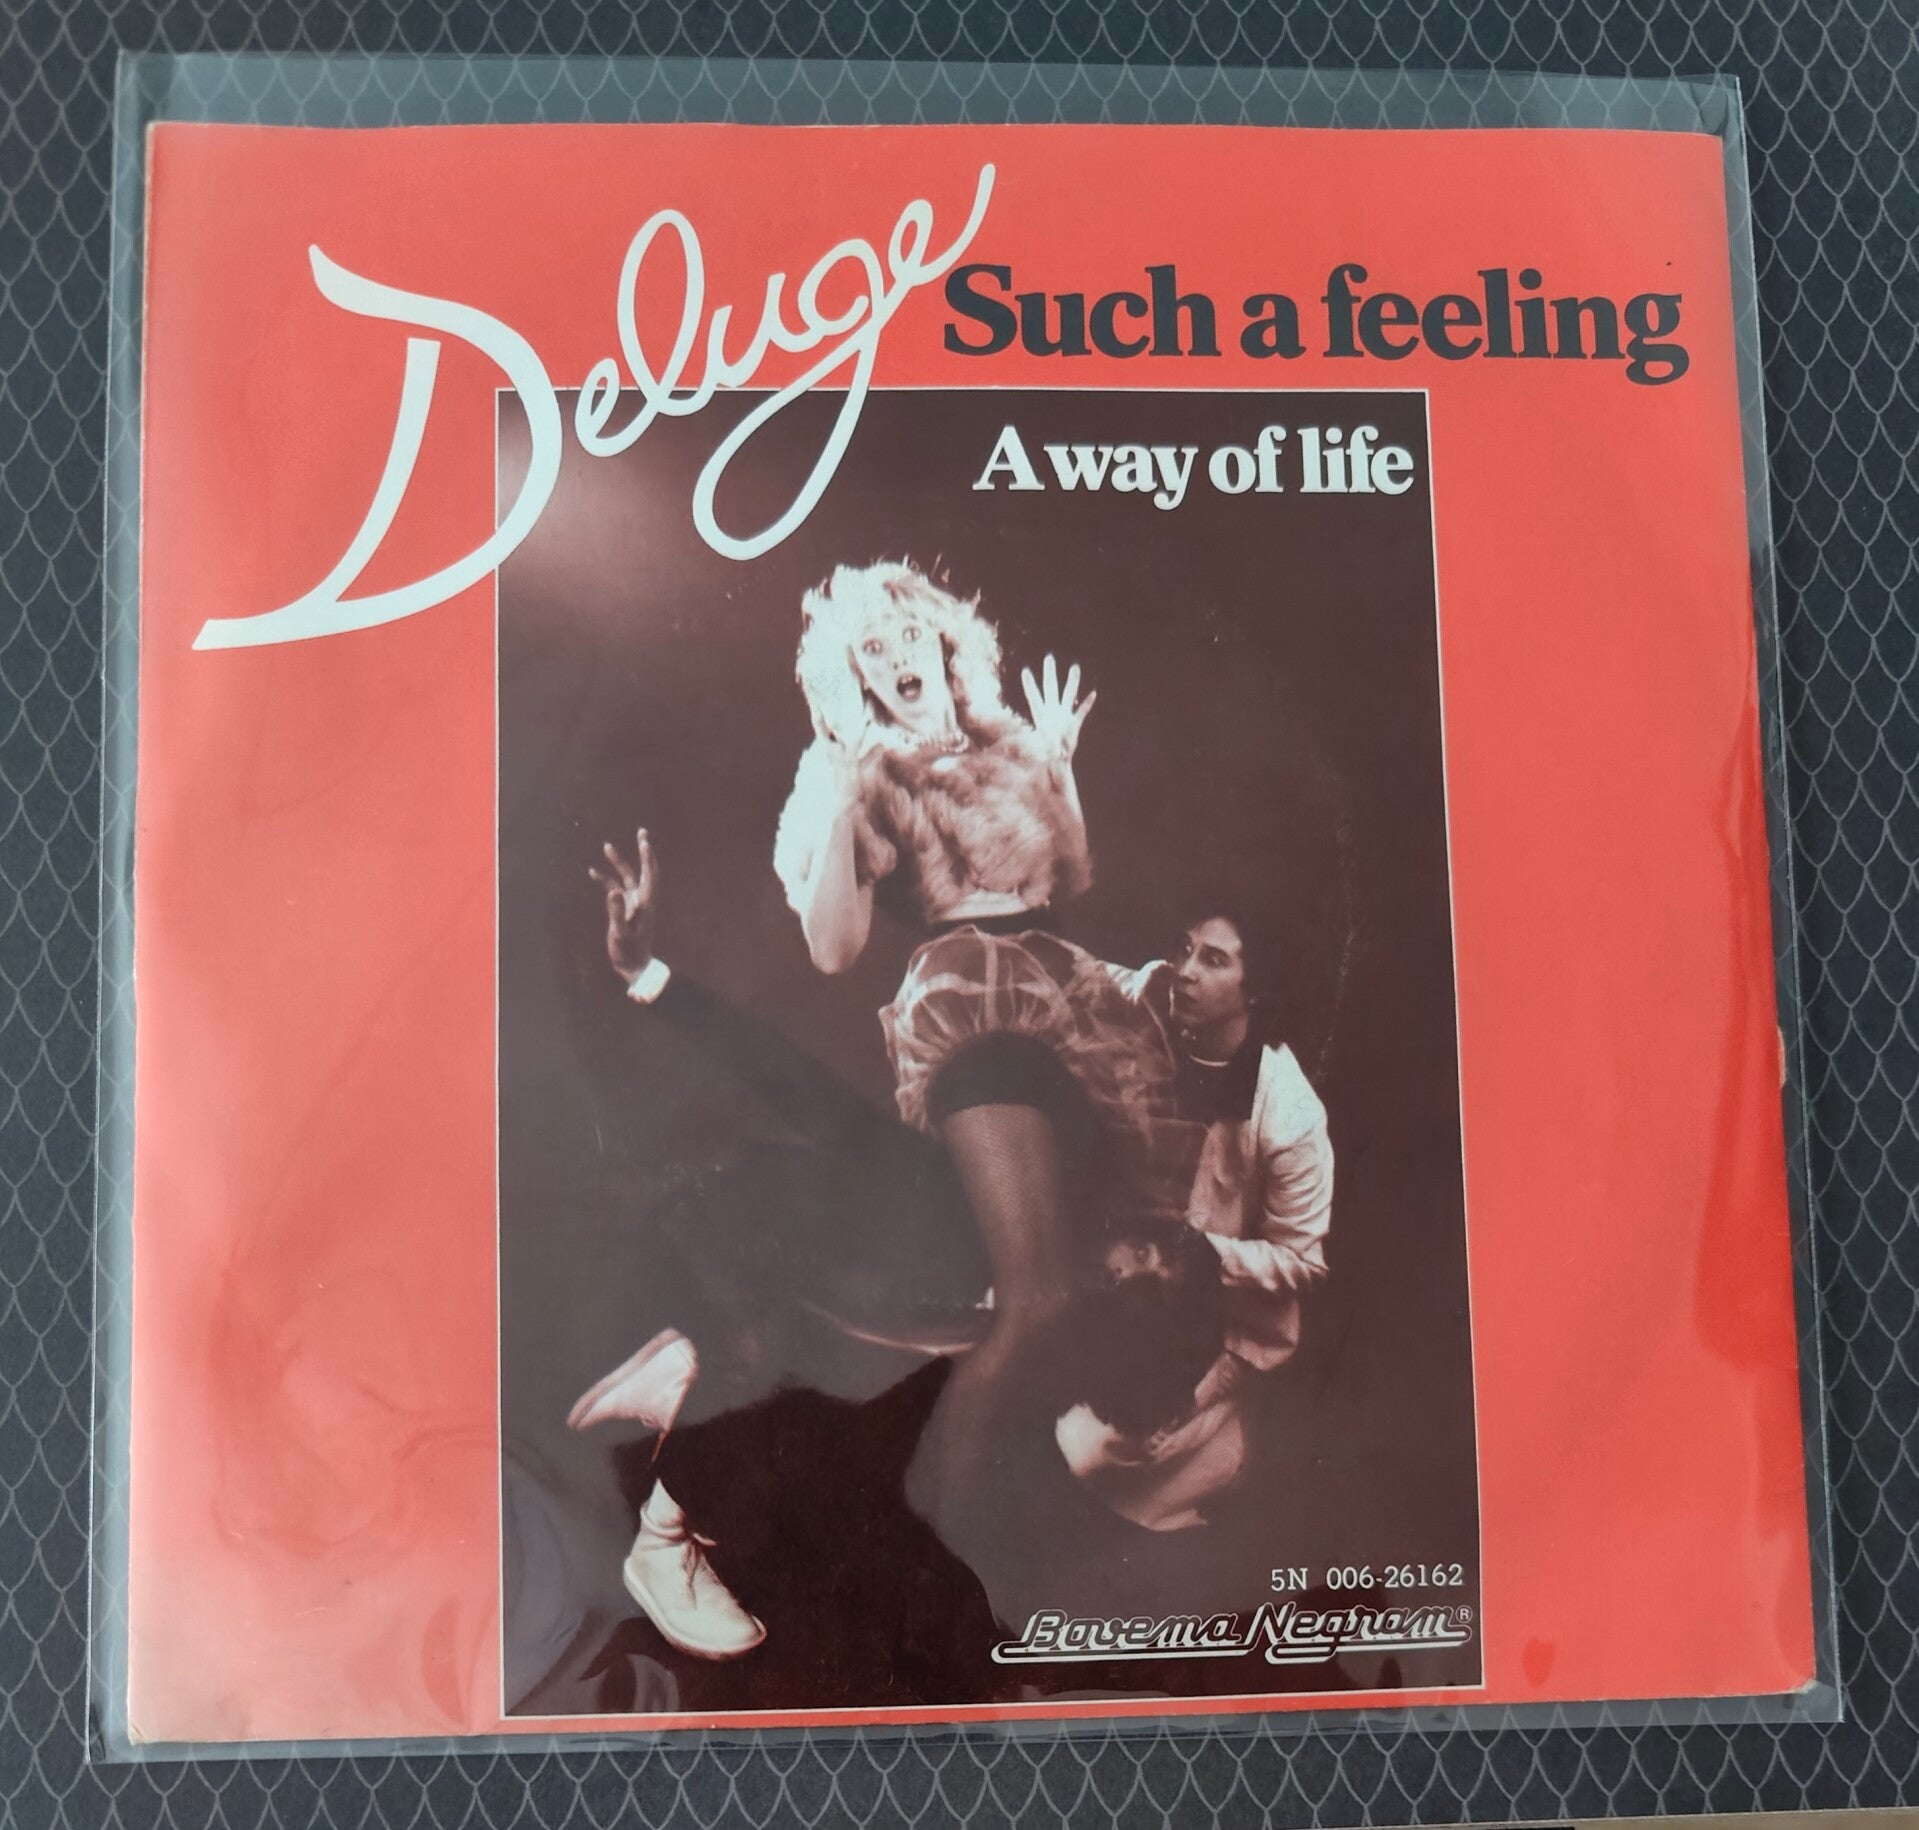 Deluge
Such a feeling
A way of life
5N 006-26162
Bovema Negram®